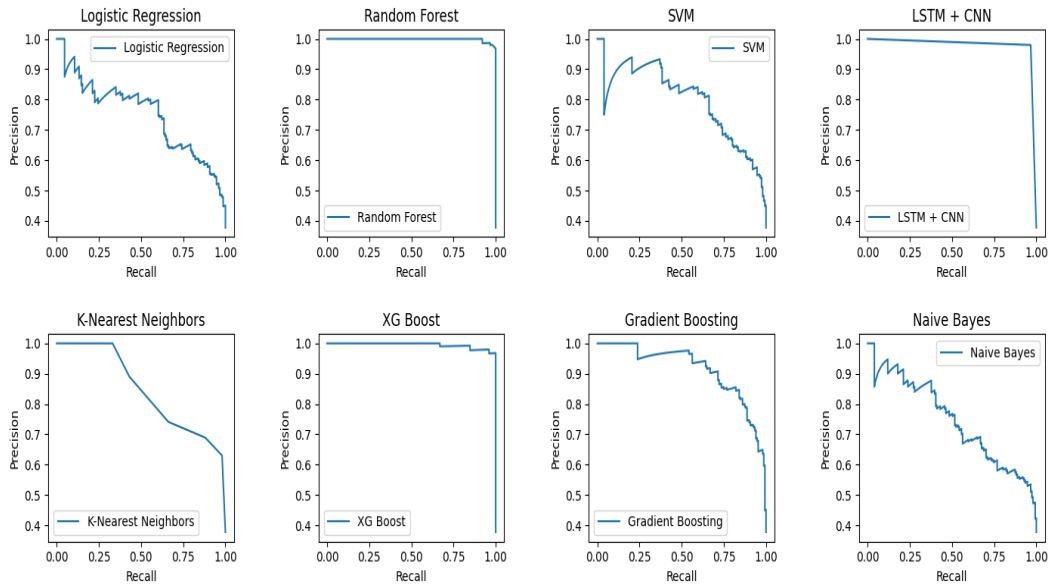 Logistic Regression
Random Forest
SVM
LSTM + CNN
1.0
0.9
0.8
0.7
0.6
0.5
0.4
Precision
Logistic Regression
0.00 0.25 0.50 0.75 1.00
Recall
1.0
0.9
0.8
0.7
0.6
0.5
0.4
Precision
Random Forest
0.00 0.25 0.50 0.75 1.00
Recall
1.0
0.9
0.8
0.7
0.6
0.5
0.4
Precision
SVM
0.00 0.25 0.50 0.75 1.00
Recall
1.0
0.9
0.8
0.7
0.6
0.5
0.4
Precision
LSTM + CNN
0.00 0.25 0.50 0.75 1.00
Recall
K-Nearest Neighbors
XG Boost
Gradient Boosting
Naive Bayes
1.0
0.9
0.8
0.7
0.6
0.5
0.4
Precision
K-Nearest Neighbors
0.00 0.25 0.50 0.75 1.00
Recall
1.0
0.9
0.8
0.7
0.6
0.5
0.4
Precision
XG Boost
0.00 0.25 0.50 0.75 1.00
Recall
1.0
0.9
0.8
0.7
0.6
0.5
0.4
Precision
Gradient Boosting
0.00 0.25 0.50 0.75 1.00
Recall
1.0
0.9
0.8
0.7
0.6
0.5
0.4
Precision
Naive Bayes
0.00 0.25 0.50 0.75 1.00
Recall